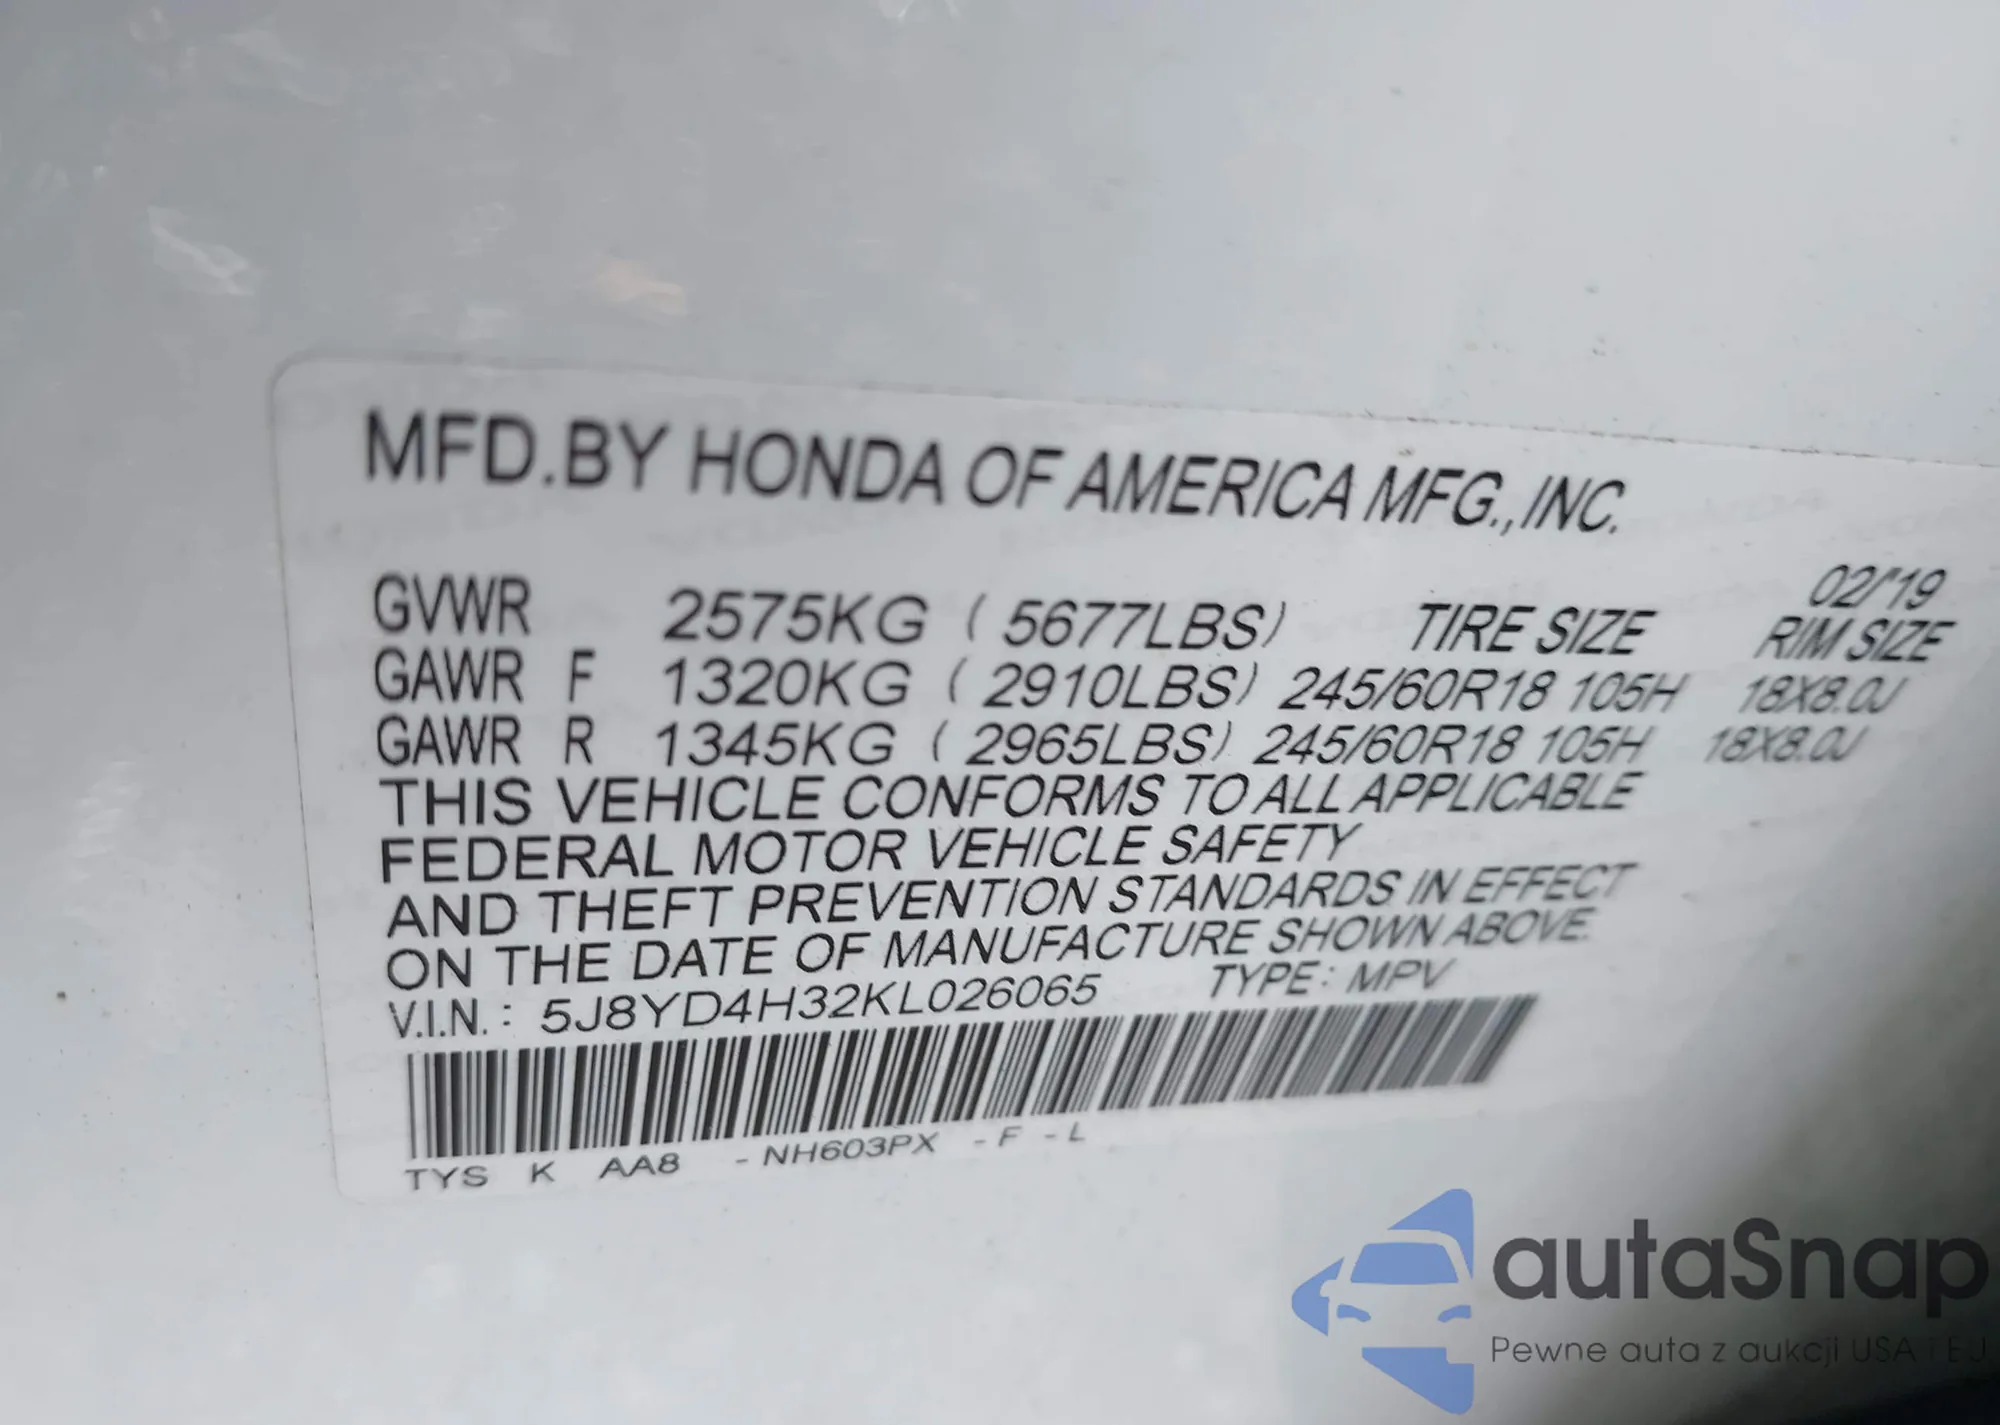 MFD.BY HONDA OF AMERICA MFG.,INC.
02/'19
GVWR 2575KG ( 5677LBS) TIRE SIZE RIM SIZE
GAWR F 1320KG ( 2910LBS) 245/60R18 105H 18X8.0J
GAWR R 1345KG ( 2965LBS) 245/60R18 105H 18X8.0J
THIS VEHICLE CONFORMS TO ALL APPLICABLE
FEDERAL MOTOR VEHICLE SAFETY
AND THEFT PREVENTION STANDARDS IN EFFECT
ON THE DATE OF MANUFACTURE SHOWN ABOVE.
V.I.N.: 5J8YD4H32KL026065 TYPE: MPV
TYS K AA8 -NH603PX -F -L
autaSnap
Pewne auta z aukcji USA i EJ